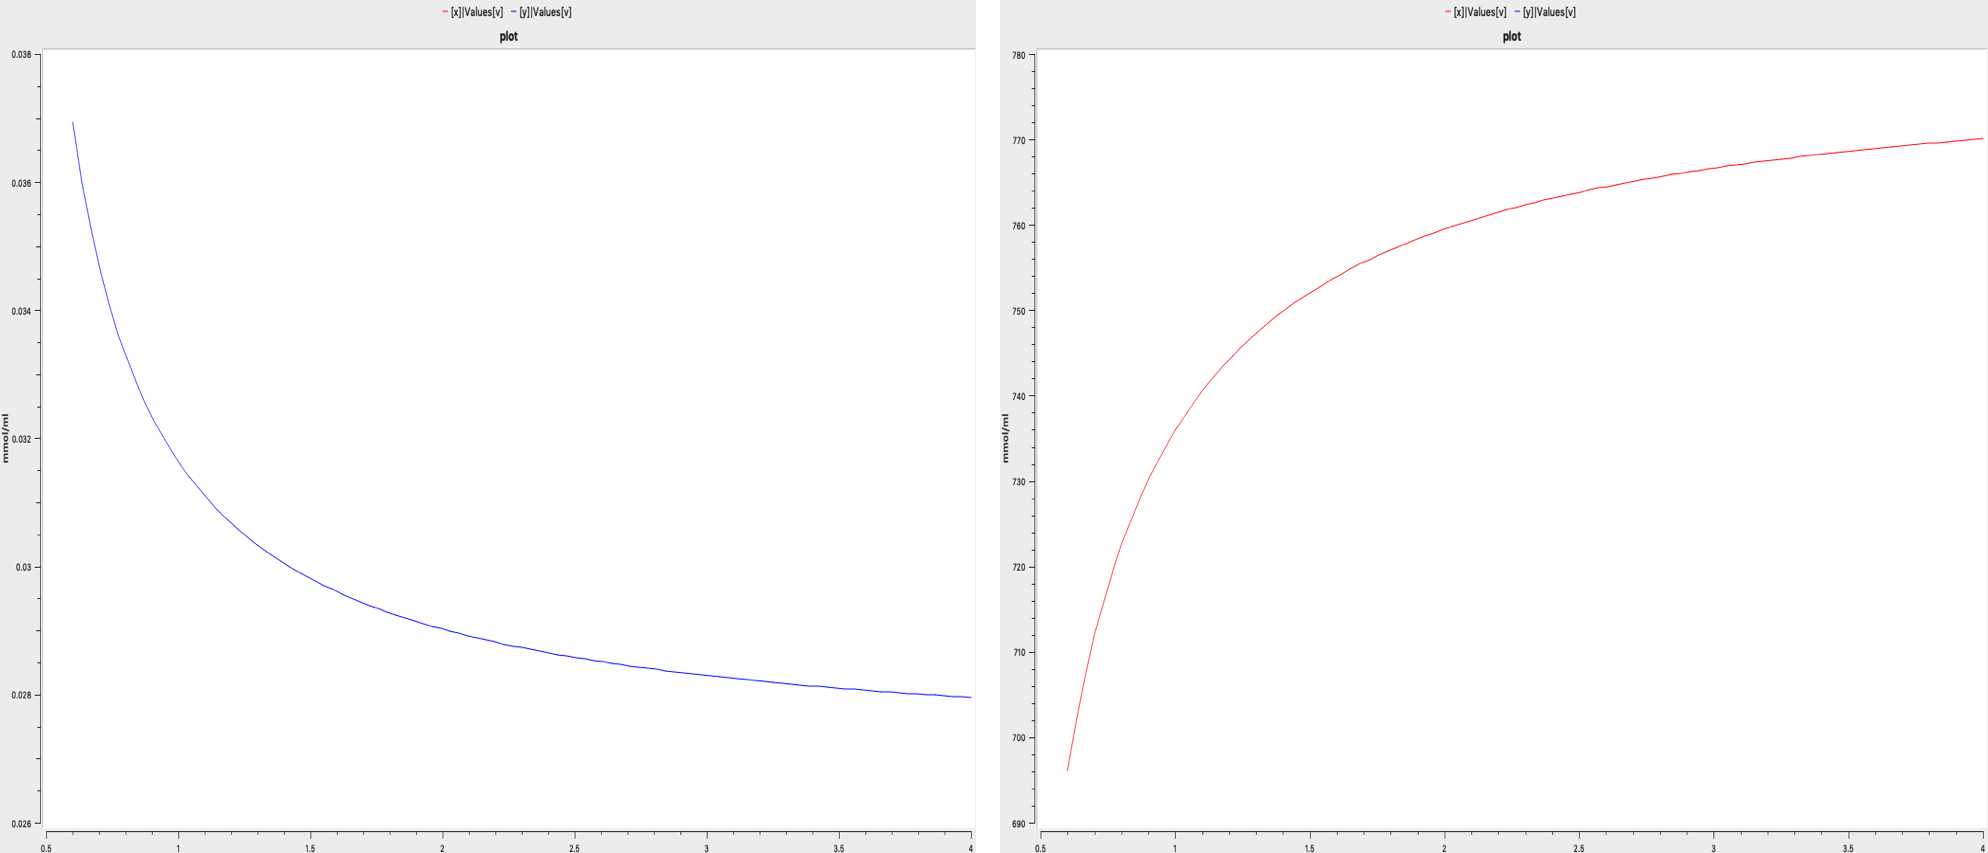 [x]|Values[v] [y]|Values[v]
plot
0.038
0.036
0.034
0.032
0.03
0.028
0.026
mmol/ml
0.5 1 1.5 2 2.5 3 3.5 4
[x]|Values[v] [y]|Values[v]
plot
780
770
760
750
740
730
720
710
700
690
mmol/ml
0.5 1 1.5 2 2.5 3 3.5 4